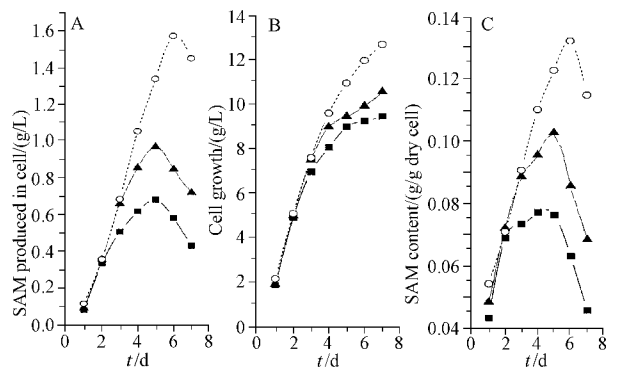 A
SAM produced in cell/(g/L)
1.6
1.4
1.2
1.0
0.8
0.6
0.4
0.2
0.0
0 2 4 6 8
t/d
B
Cell growth/(g/L)
14
12
10
8
6
4
2
0
0 2 4 6 8
t/d
C
SAM content/(g/g dry cell)
0.14
0.12
0.10
0.08
0.06
0.04
0 2 4 6 8
t/d